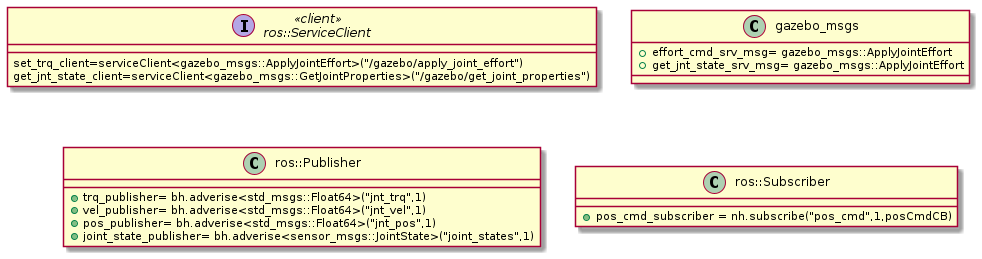 I
«client»
ros::ServiceClient
set_trq_client=serviceClient<gazebo_msgs::ApplyJointEffort>("/gazebo/apply_joint_effort")
get_jnt_state_client=serviceClient<gazebo_msgs::GetJointProperties>("/gazebo/get_joint_properties")
C gazebo_msgs
effort_cmd_srv_msg= gazebo_msgs::ApplyJointEffort
get_jnt_state_srv_msg= gazebo_msgs::ApplyJointEffort
C ros::Publisher
trq_publisher= bh.adverise<std_msgs::Float64>("jnt_trq",1)
vel_publisher= bh.adverise<std_msgs::Float64>("jnt_vel",1)
pos_publisher= bh.adverise<std_msgs::Float64>("jnt_pos",1)
joint_state_publisher= bh.adverise<sensor_msgs::JointState>("joint_states",1)
C ros::Subscriber
pos_cmd_subscriber = nh.subscribe("pos_cmd",1,posCmdCB)